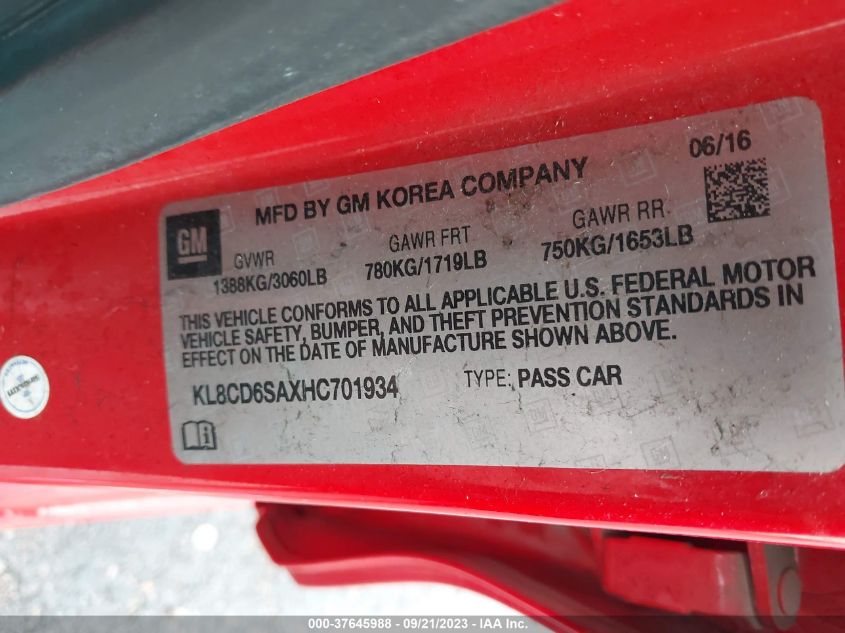 06/16
MFD BY GM KOREA COMPANY
GM
GVWR
GAWR FRT
GAWR RR
1388KG/3060LB
780KG/1719LB
750KG/1653LB
THIS VEHICLE CONFORMS TO ALL APPLICABLE U.S. FEDERAL MOTOR
VEHICLE SAFETY, BUMPER, AND THEFT PREVENTION STANDARDS IN
EFFECT ON THE DATE OF MANUFACTURE SHOWN ABOVE.
KL8CD6SAXHC701934
TYPE: PASS CAR
000-37645988 - 09/21/2023 - IAA Inc.